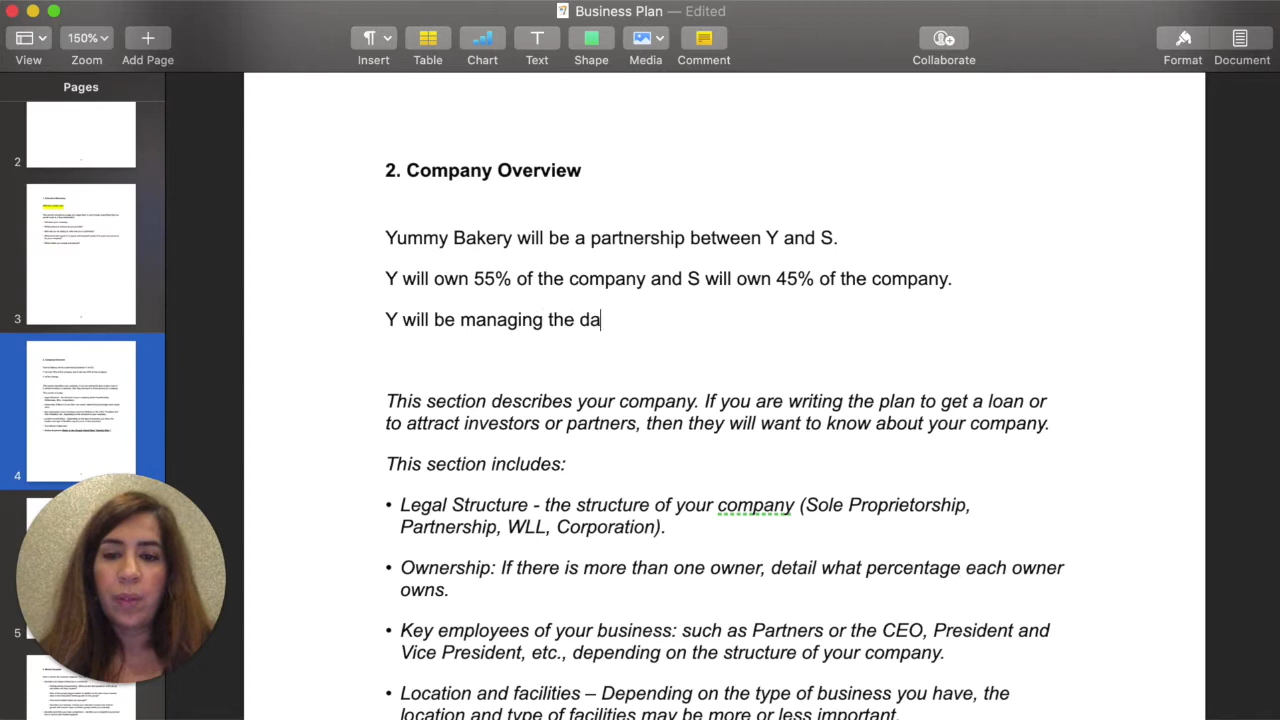 Business Plan — Edited
150%
View
Zoom
Add Page
Insert
Table
Chart
Text
Shape
Media
Comment
Collaborate
Format
Document
Pages
2
3
4
5
2. Company Overview
Yummy Bakery will be a partnership between Y and S.
Y will own 55% of the company and S will own 45% of the company.
Y will be managing the da
This section describes your company. If you are writing the plan to get a loan or
to attract investors or partners, then they will want to know about your company.
This section includes:
• Legal Structure - the structure of your company (Sole Proprietorship,
Partnership, WLL, Corporation).
• Ownership: If there is more than one owner, detail what percentage each owner
owns.
• Key employees of your business: such as Partners or the CEO, President and
Vice President, etc., depending on the structure of your company.
• Location and Facilities – Depending on the type of business you have, the
location and type of facilities may be more or less important.